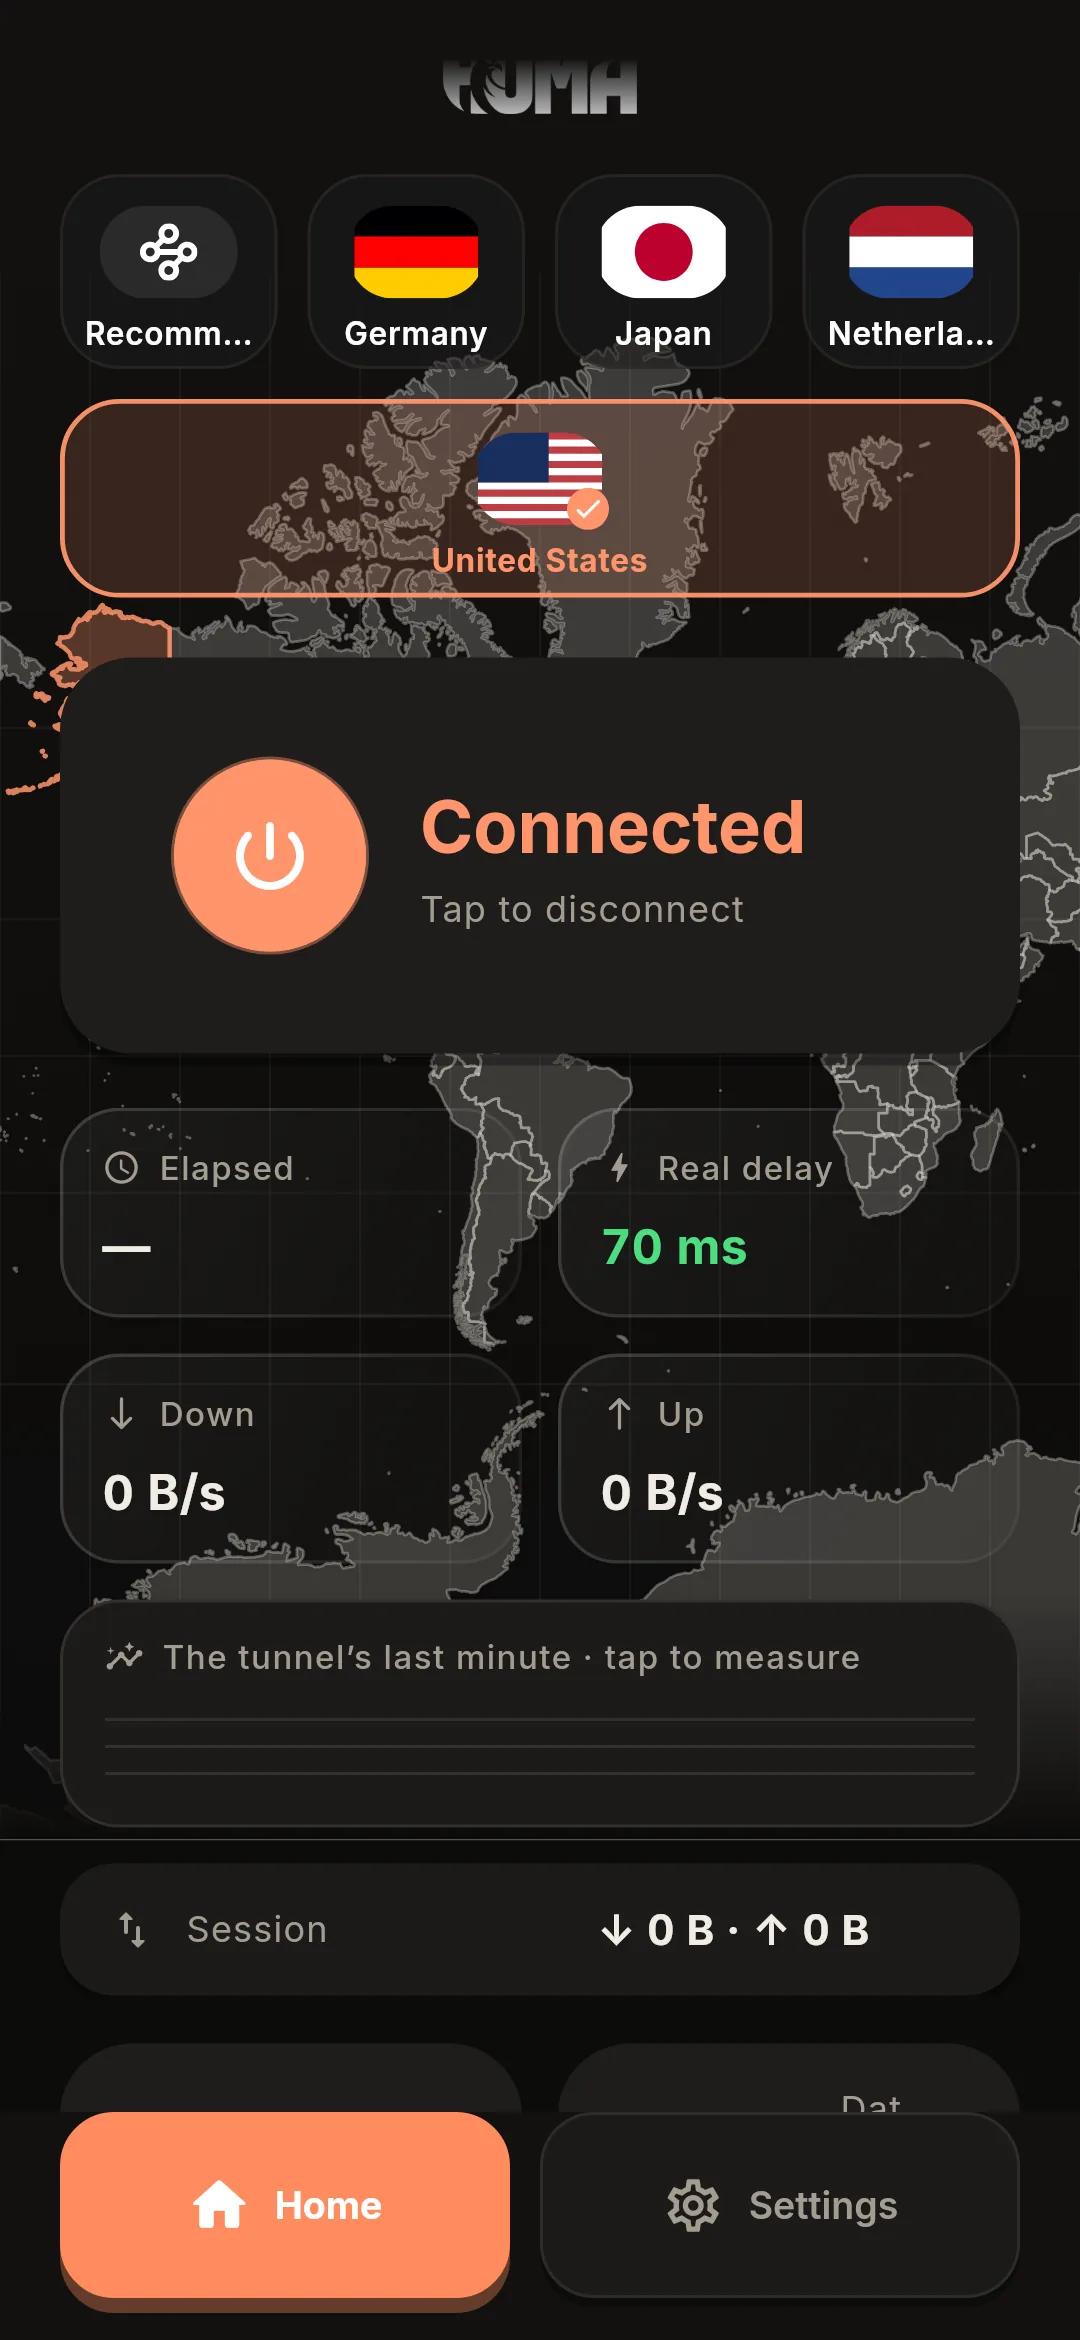 Recomm...
Germany
Japan
Netherla...
United States
Connected
Tap to disconnect
Elapsed
—
Real delay
70 ms
Down
0 B/s
Up
0 B/s
The tunnel’s last minute · tap to measure
Session
↓ 0 B · ↑ 0 B
Home
Settings